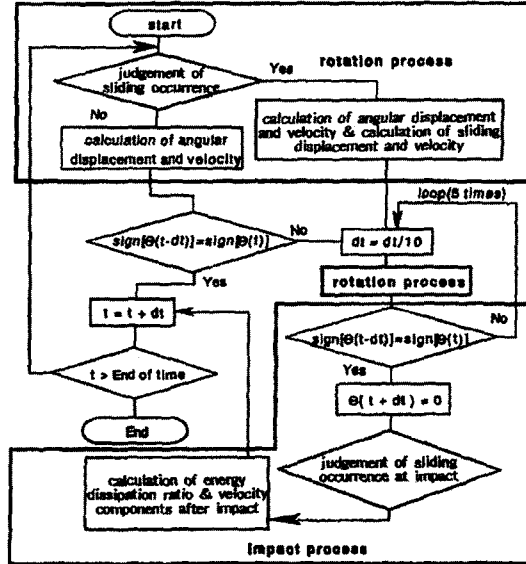 start
rotation process
judgement of
sliding occurrence
Yes
No
calculation of angular
displacement and velocity
calculation of angular displacement
and velocity & calculation of sliding
displacement and velocity
loop(5 times)
sign[Θ(t-dt)]=sign[Θ(t)]
No
dt = dt/10
Yes
rotation process
t = t + dt
No
sign[Θ(t-dt)]=sign[Θ(t)]
t > End of time
Yes
Θ( t + dt ) = 0
End
judgement of sliding
occurrence at impact
calculation of energy
dissipation ratio & velocity
components after impact
impact process